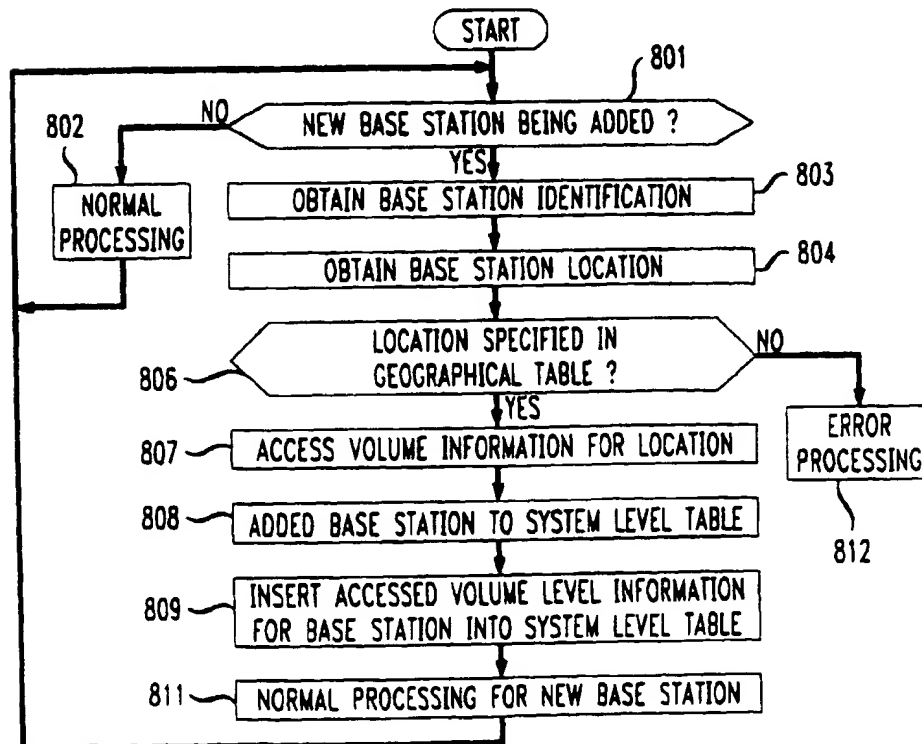 START
801
NEW BASE STATION BEING ADDED ?
NO
802
YES
NORMAL
PROCESSING
OBTAIN BASE STATION IDENTIFICATION
803
OBTAIN BASE STATION LOCATION
804
LOCATION SPECIFIED IN
GEOGRAPHICAL TABLE ?
NO
806
YES
ERROR
PROCESSING
812
807
ACCESS VOLUME INFORMATION FOR LOCATION
808
ADDED BASE STATION TO SYSTEM LEVEL TABLE
809
INSERT ACCESSED VOLUME LEVEL INFORMATION
FOR BASE STATION INTO SYSTEM LEVEL TABLE
811
NORMAL PROCESSING FOR NEW BASE STATION